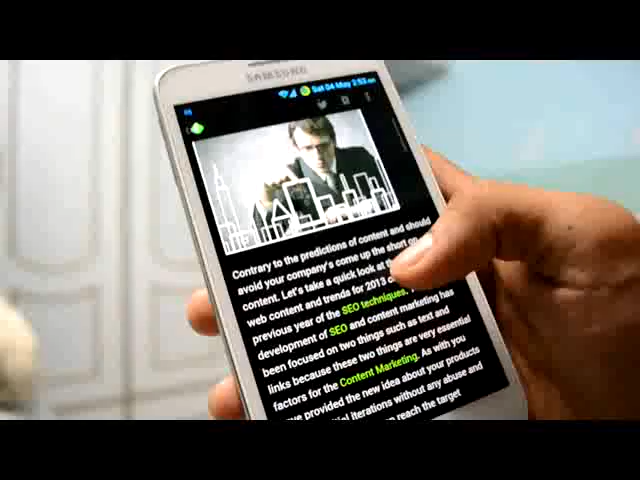 SAMSUNG
Sat 04 May 2:53
Contrary to the predictions of content and should
avoid your company's come up the short on
content. Let's take a quick look at the
web content and trends for 2013
previous year of the SEO techniques.
development of SEO and content marketing has
been focused on two things such as text and
links because these two things are very essential
factors for the Content Marketing. As with you
provided the new idea about your products
iterations without any abuse and
reach the target